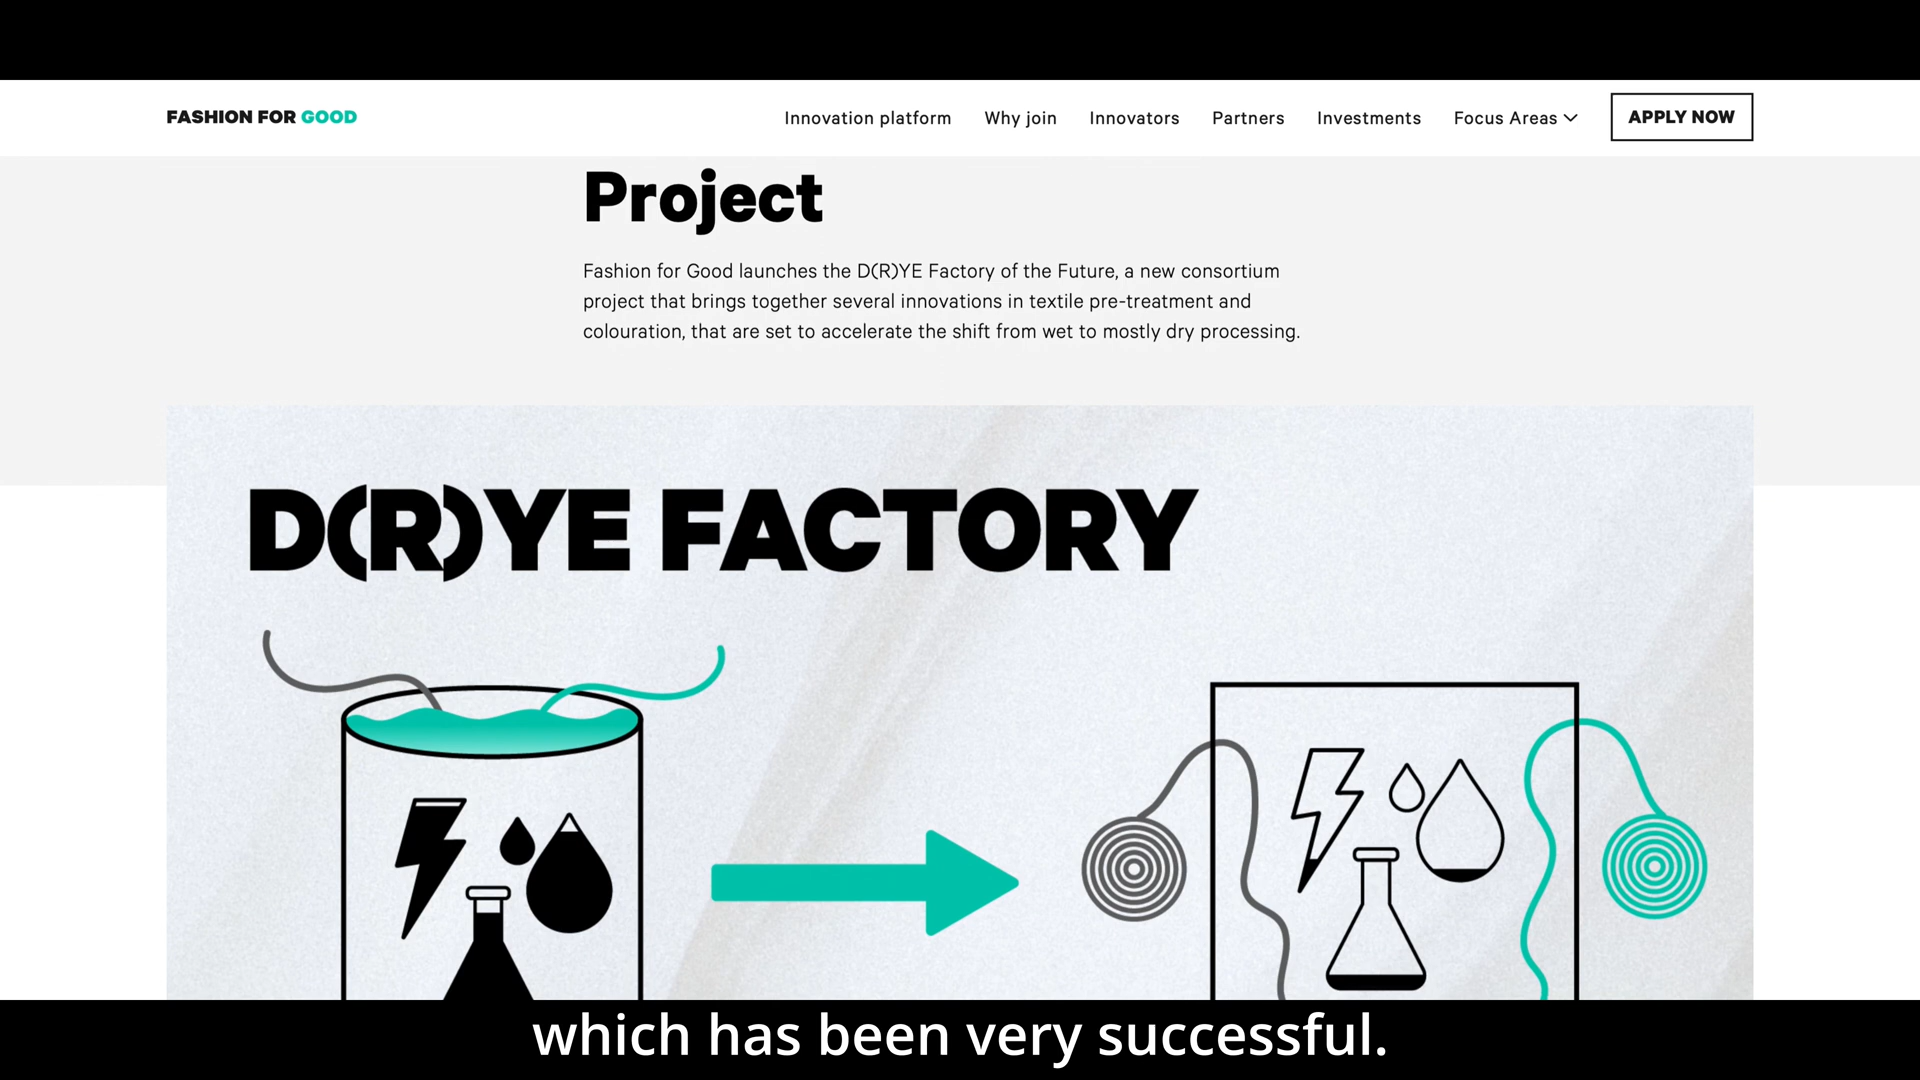 FASHION FOR GOOD
Innovation platform
Why join
Innovators
Partners
Investments
Focus Areas
APPLY NOW
Project
Fashion for Good launches the D(R)YE Factory of the Future, a new consortium
project that brings together several innovations in textile pre-treatment and
colouration, that are set to accelerate the shift from wet to mostly dry processing.
D(R)YE FACTORY
which has been very successful.